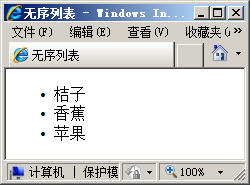 无序列表 - Windows In...
文件(F) 编辑(E) 查看(V) 收藏夹(
无序列表
• 桔子
• 香蕉
• 苹果
计算机 | 保护模
100%